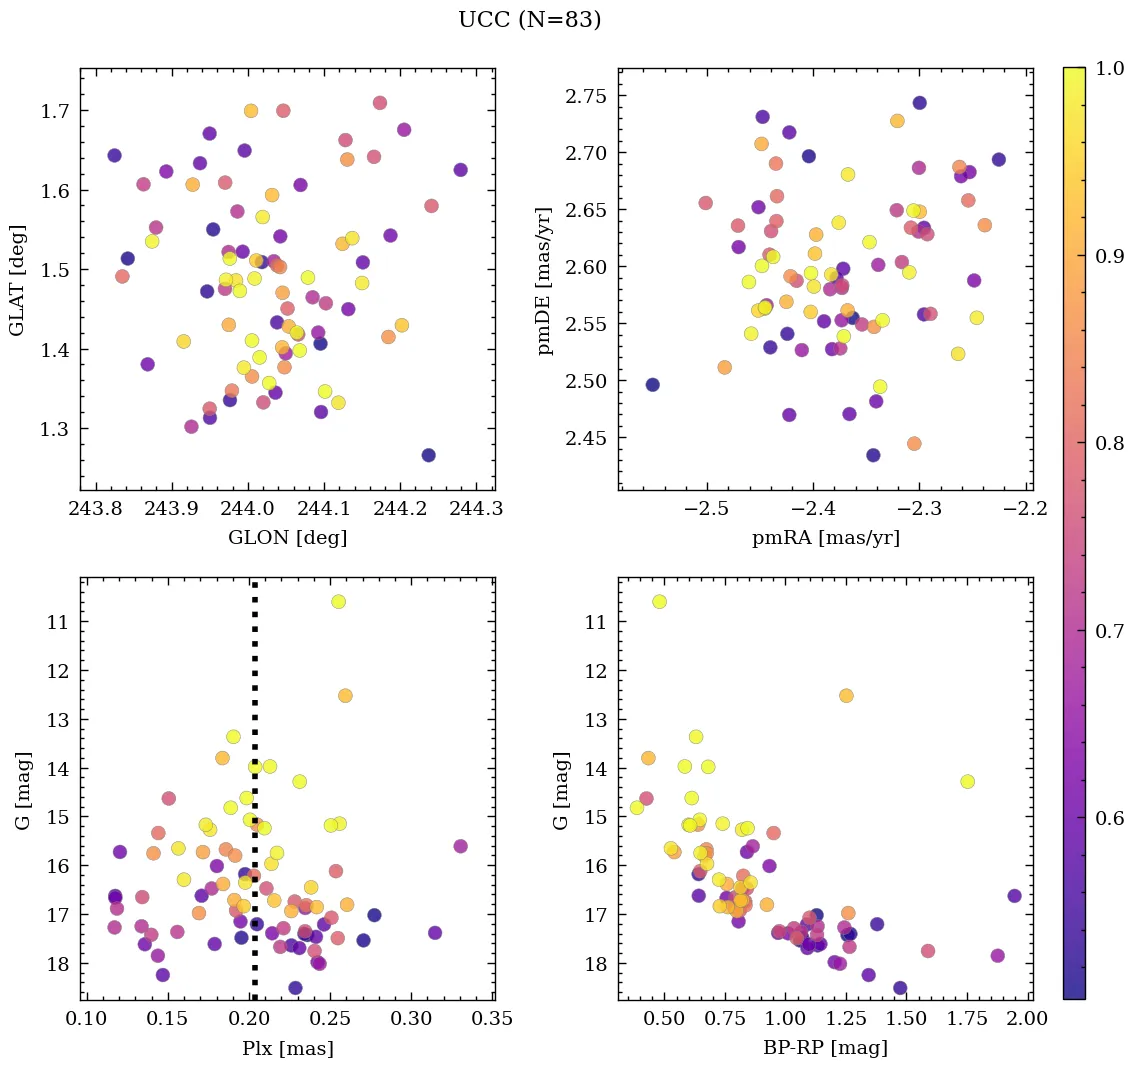 UCC (N=83)
1.7
1.6
1.5
1.4
1.3
GLAT [deg]
243.8 243.9 244.0 244.1 244.2 244.3
GLON [deg]
2.75
2.70
2.65
2.60
2.55
2.50
2.45
pmDE [mas/yr]
−2.5 −2.4 −2.3 −2.2
pmRA [mas/yr]
1.0
0.9
0.8
0.7
0.6
11
12
13
14
15
16
17
18
G [mag]
0.10 0.15 0.20 0.25 0.30 0.35
Plx [mas]
11
12
13
14
15
16
17
18
G [mag]
0.50 0.75 1.00 1.25 1.50 1.75 2.00
BP-RP [mag]